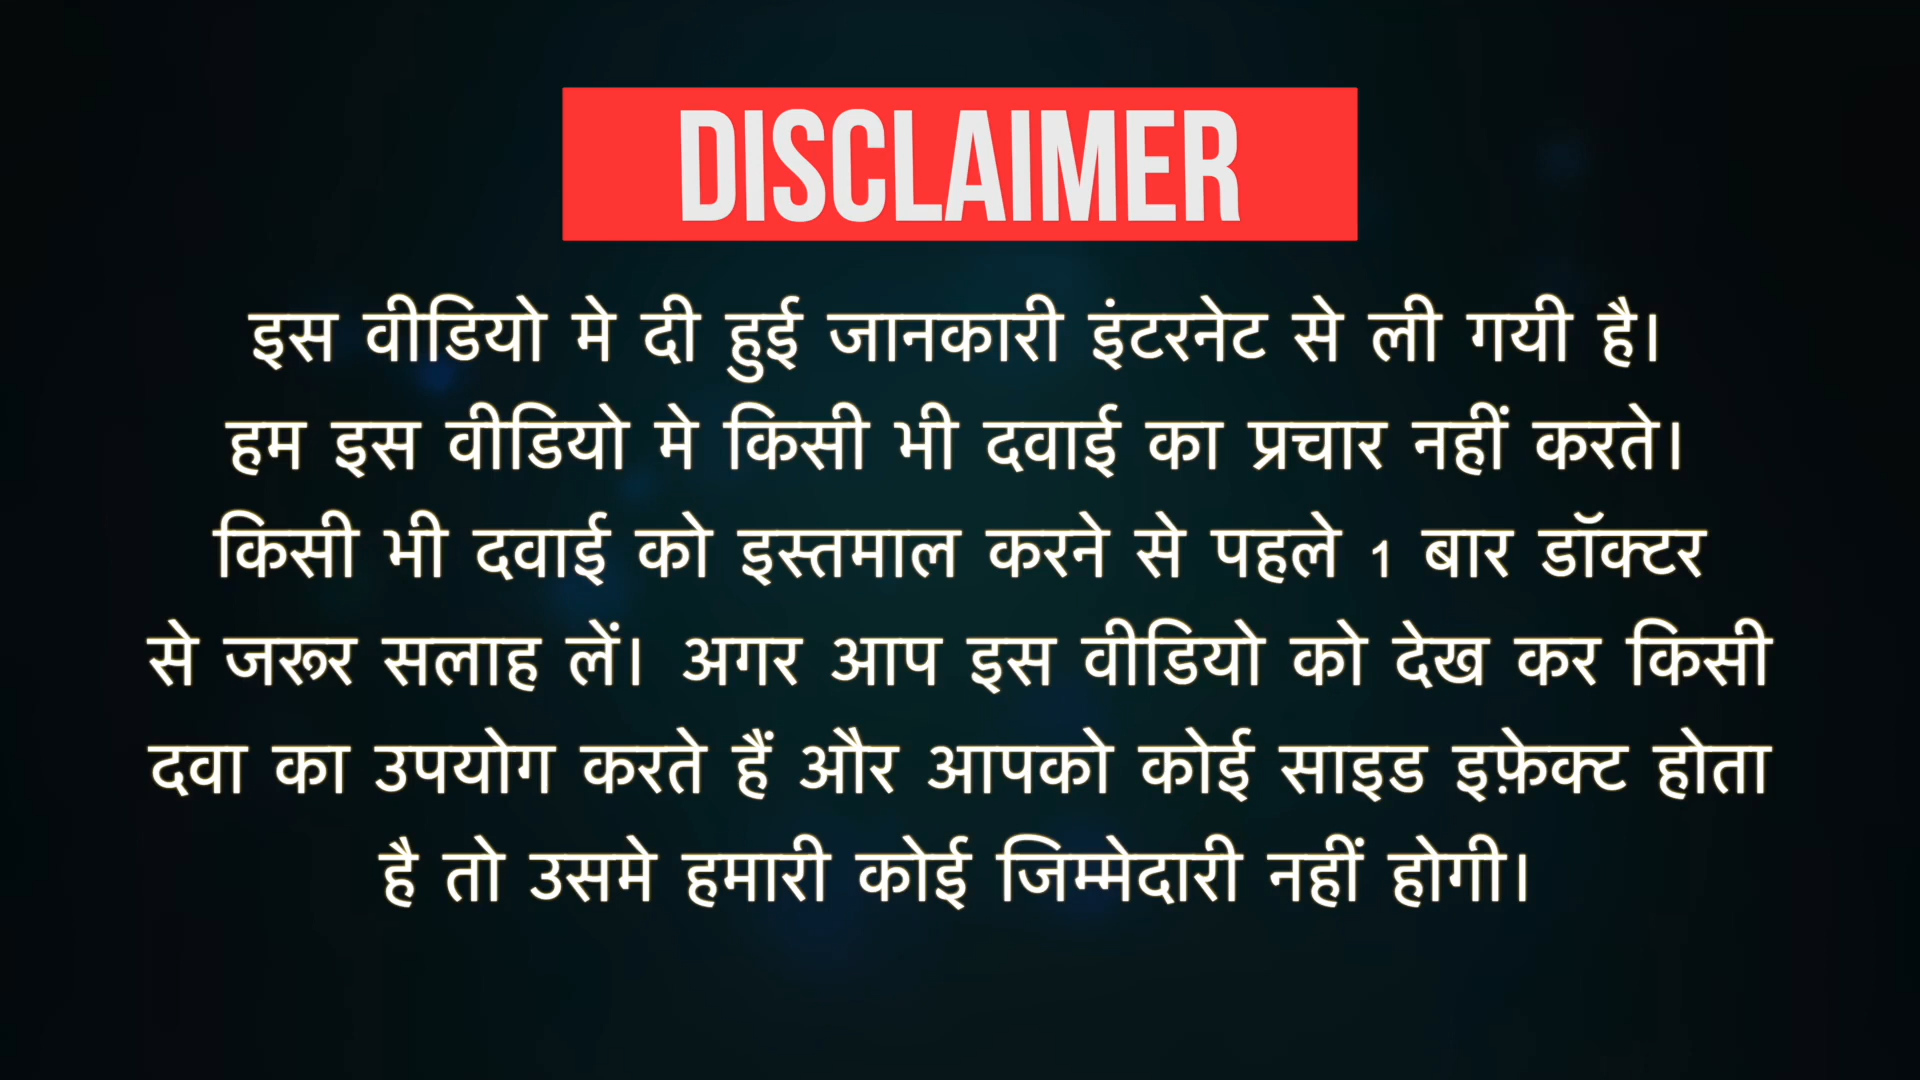 DISCLAIMER
इस वीडियो मे दी हुई जानकारी इंटरनेट से ली गयी है।
हम इस वीडियो मे किसी भी दवाई का प्रचार नहीं करते।
किसी भी दवाई को इस्तमाल करने से पहले 1 बार डॉक्टर
से जरूर सलाह लें। अगर आप इस वीडियो को देख कर किसी
दवा का उपयोग करते हैं और आपको कोई साइड इफ़ेक्ट होता
है तो उसमे हमारी कोई जिम्मेदारी नहीं होगी।